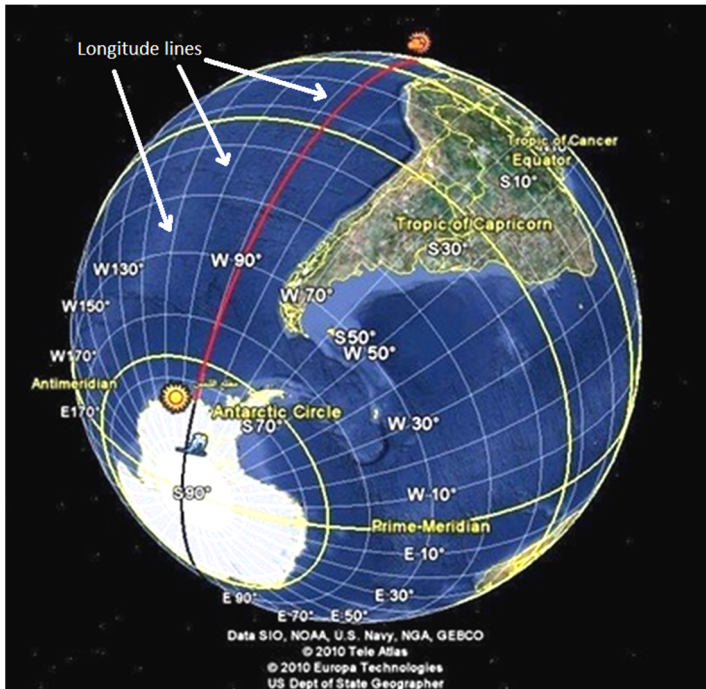 Longitude lines
Tropic of Cancer
Equator
S10°
Tropic of Capricorn
S30°
W 90°
W130°
W 70°
W150°
S50°
W 50°
W170°
Antimeridian
E170°
Antarctic Circle
S70°
W 30°
S90°
W 10°
Prime-Meridian
E 10°
E 30°
E 90°
E 70°
E 50°
Data SIO, NOAA, U.S. Navy, NGA, GEBCO
© 2010 Tele Atlas
© 2010 Europa Technologies
US Dept of State Geographer